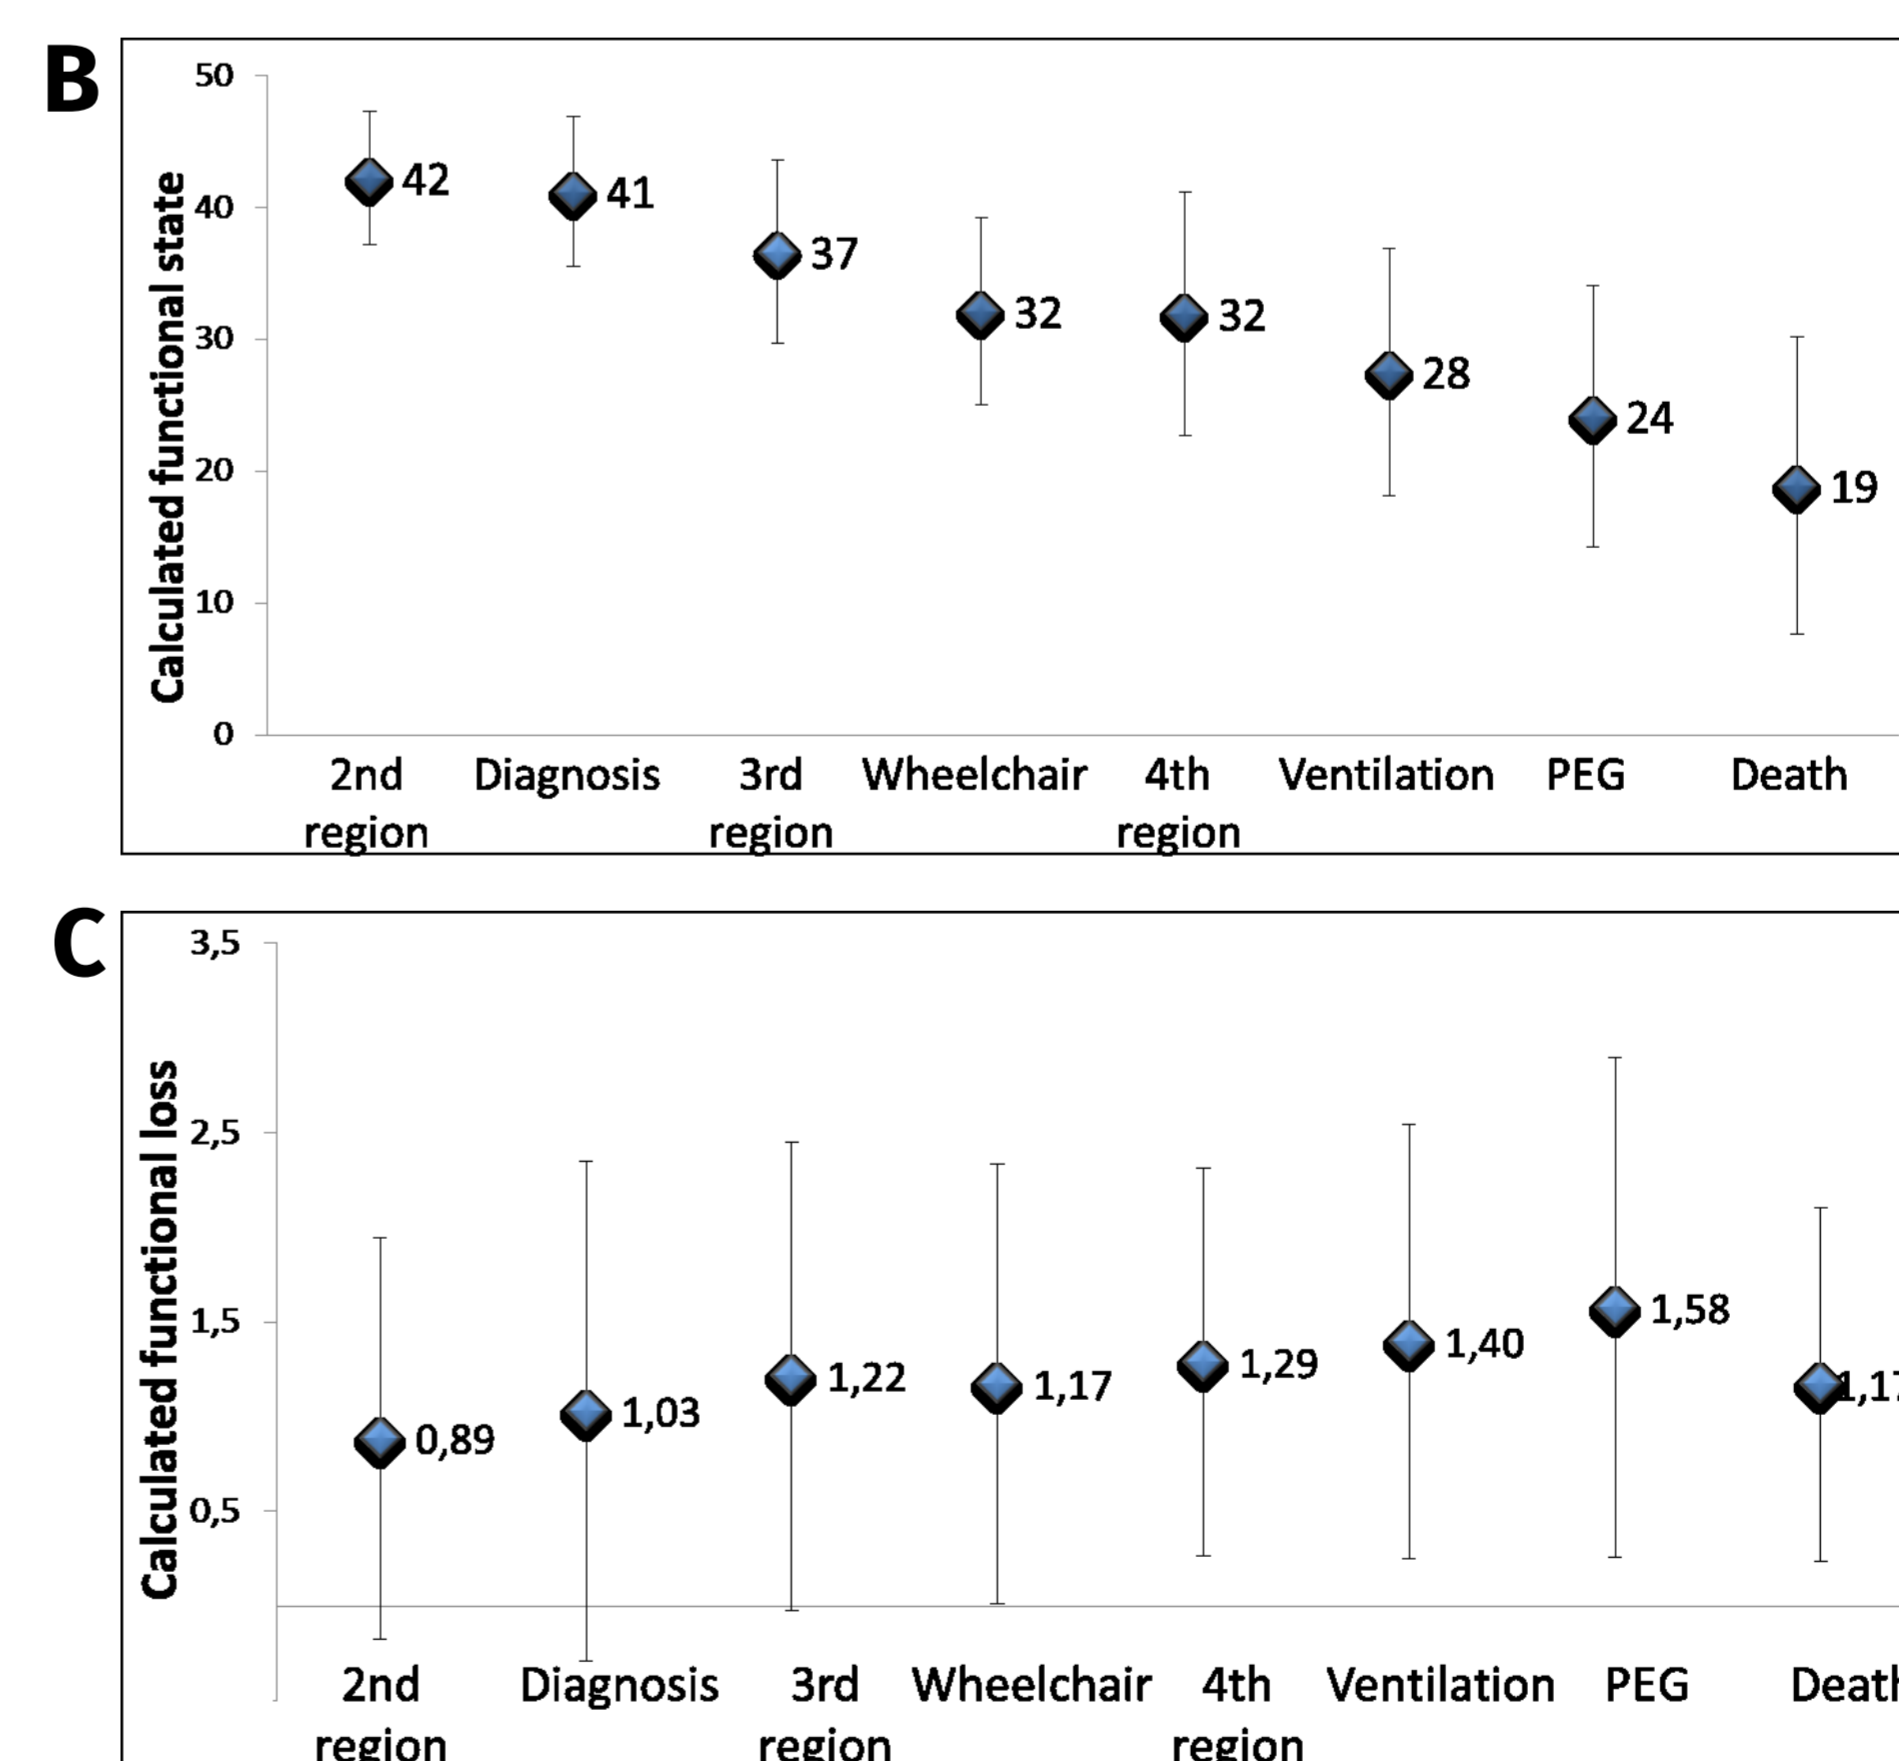 B
Calculated functional state
50
40
30
20
10
0
42
41
37
32
32
28
24
19
2nd region
Diagnosis
3rd region
Wheelchair
4th region
Ventilation
PEG
Death
C
Calculated functional loss
3,5
2,5
1,5
0,5
0,89
1,03
1,22
1,17
1,29
1,40
1,58
1,17
2nd region
Diagnosis
3rd region
Wheelchair
4th region
Ventilation
PEG
Death